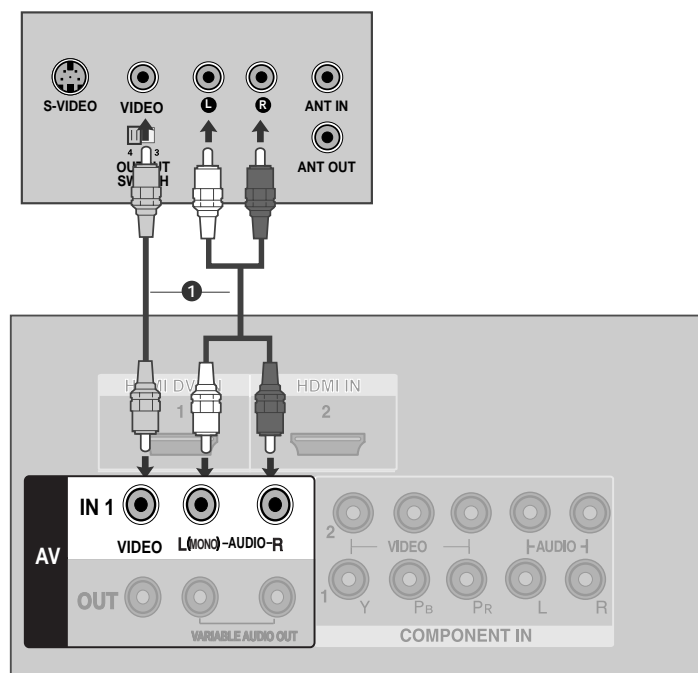 S-VIDEO VIDEO L R ANT IN
4 3
SWITCH ANT OUT
1
HDMI IN
1 2
IN 1
VIDEO L(MONO)-AUDIO-R
AV
OUT
VARIABLE AUDIO OUT
2
VIDEO AUDIO
1 Y PB PR L R
COMPONENT IN